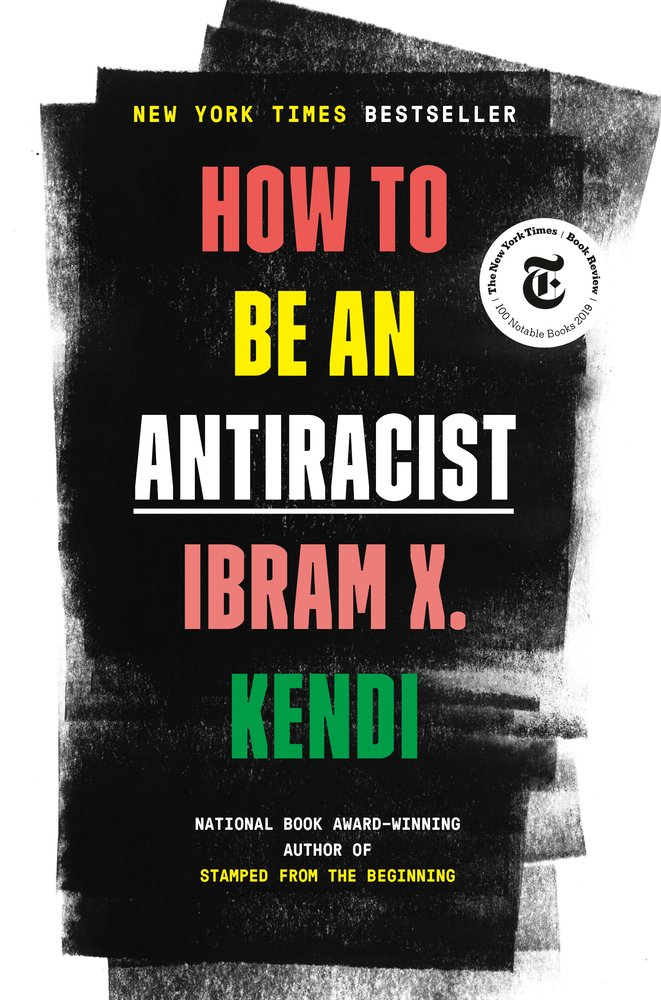 NEW YORK TIMES BESTSELLER
HOW TO
BE AN
The New York Times | Book Review
T
| 100 Notable Books 2019 |
ANTIRACIST
IBRAM X.
KENDI
NATIONAL BOOK AWARD–WINNING
AUTHOR OF
STAMPED FROM THE BEGINNING